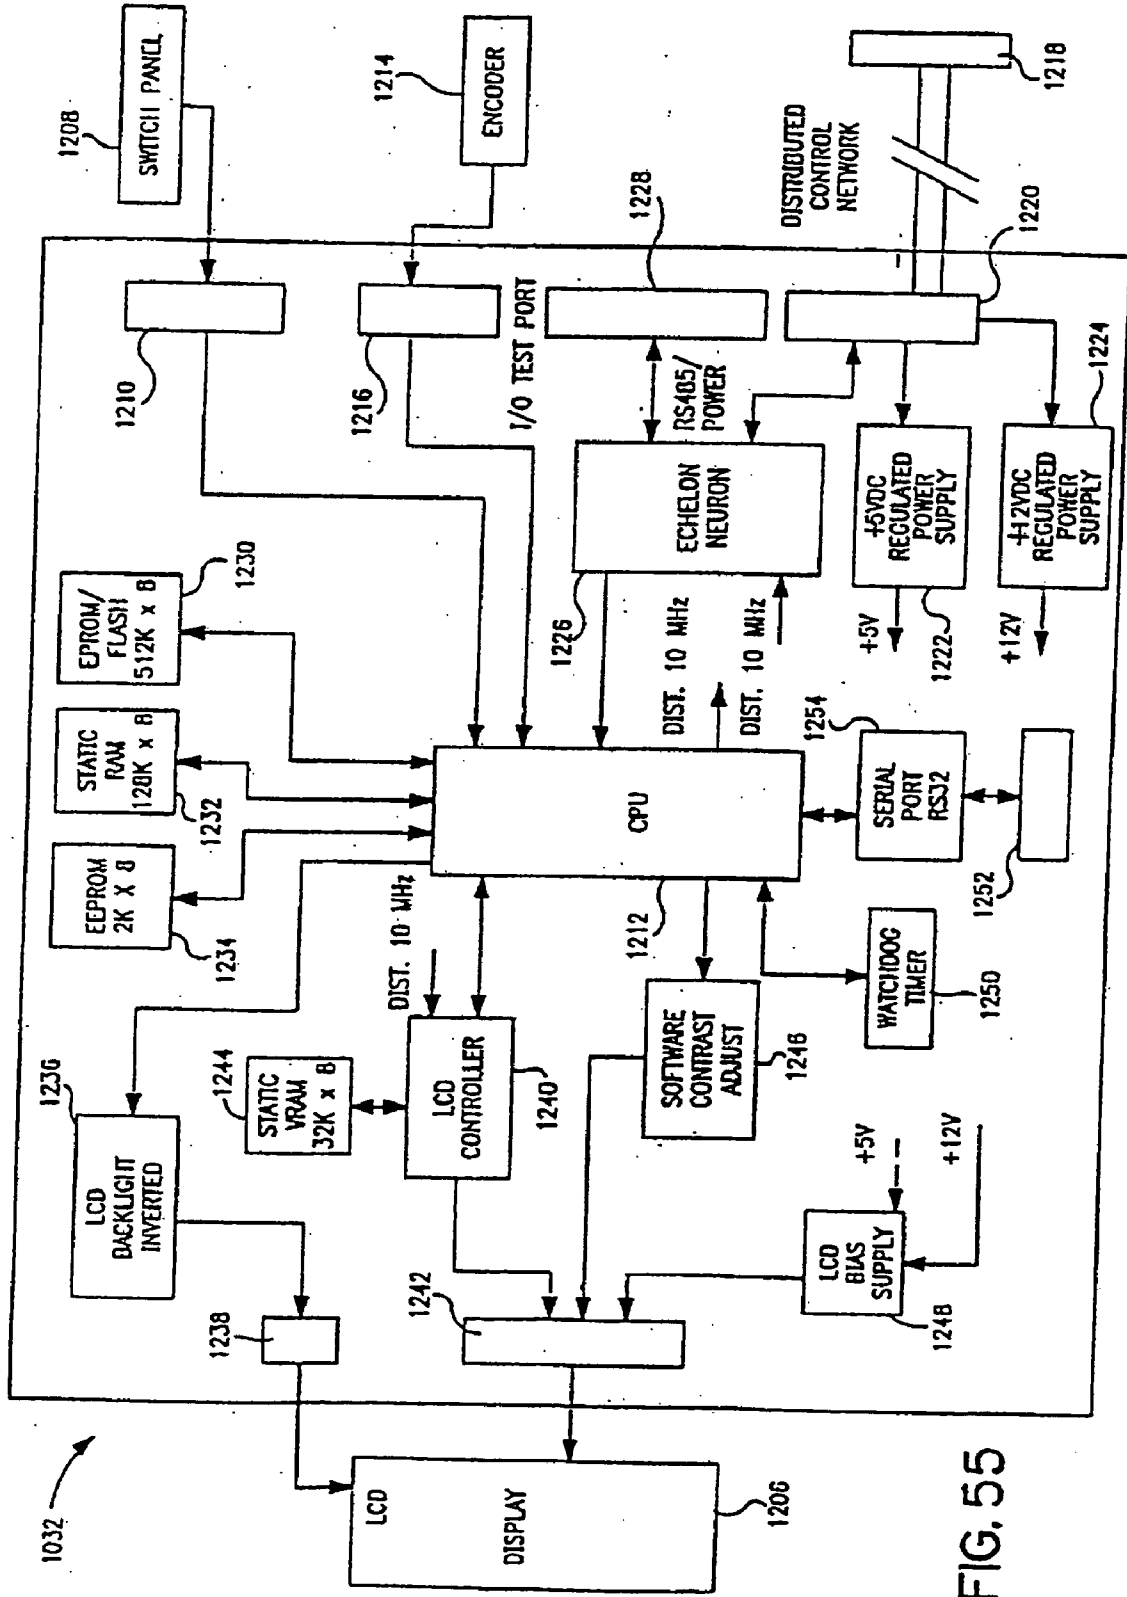 1032
LCD
DISPLAY
1206
1238
1242
1236
LCD
BACKLIGHT
INVERTED
1244
STATIC
VRAM
32K x 8
LCD
CONTROLLER
1240
DIST. 10 MHz
SOFTWARE
CONTRAST
ADJUST
1246
+5V
+12V
LCD
BIAS
SUPPLY
1248
EEPROM
2K X 8
1234
STATIC
RAM
128K x 8
1232
EPROM/
FLASH
512K x 8
1230
CPU
1212
WATCHDOG
TIMER
1250
SERIAL
PORT
RS32
1254
1252
DIST. 10 MHz
DIST. 10 MHz
1208
SWITCH PANEL
1210
1214
ENCODER
1216
I/O TEST PORT
1228
RS485/
POWER
ECHELON
NEURON
1226
DISTRIBUTED
CONTROL
NETWORK
1218
1220
+5VDC
REGULATED
POWER
SUPPLY
+5V
1222
+12VDC
REGULATED
POWER
SUPPLY
+12V
1224
FIG. 55